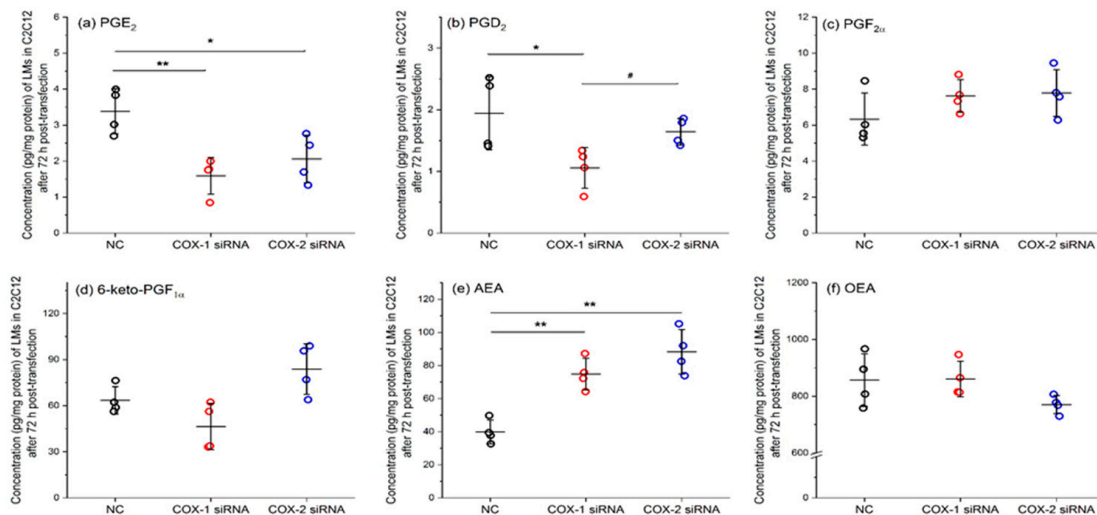 (a) PGE₂
Concentration (pg/mg protein) of LMs in C2C12
after 72 h post-transfection
5
4
3
2
1
0
*
**
NC
COX-1 siRNA
COX-2 siRNA
(b) PGD₂
Concentration (pg/mg protein) of LMs in C2C12
after 72 h post-transfection
3
2
1
0
*
#
NC
COX-1 siRNA
COX-2 siRNA
(c) PGF₂α
Concentration (pg/mg protein) of LMs in C2C12
after 72 h post-transfection
12
10
8
6
4
2
0
NC
COX-1 siRNA
COX-2 siRNA
(d) 6-keto-PGF₁α
Concentration (pg/mg protein) of LMs in C2C12
after 72 h post-transfection
120
90
60
30
0
NC
COX-1 siRNA
COX-2 siRNA
(e) AEA
Concentration (pg/mg protein) of LMs in C2C12
after 72 h post-transfection
120
100
80
60
40
20
0
**
**
NC
COX-1 siRNA
COX-2 siRNA
(f) OEA
Concentration (pg/mg protein) of LMs in C2C12
after 72 h post-transfection
1200
1000
800
600
0
NC
COX-1 siRNA
COX-2 siRNA